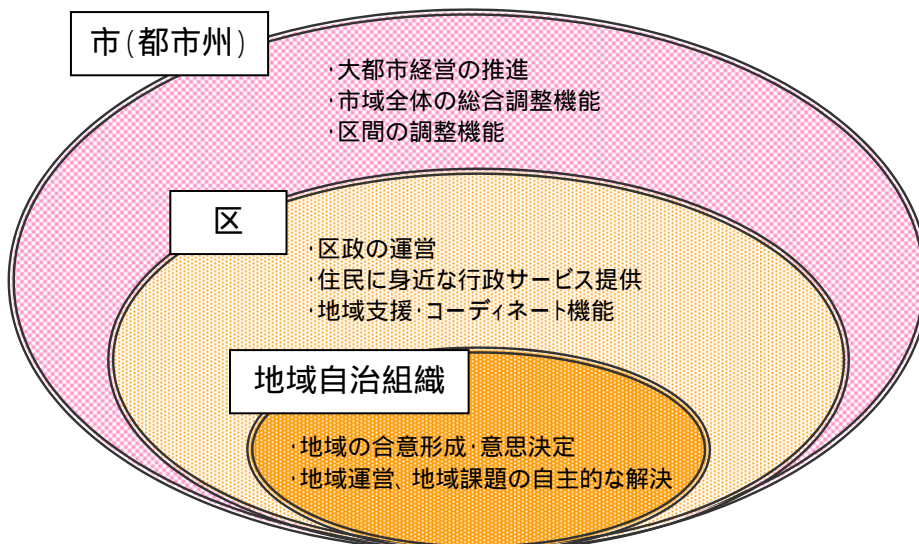 市(都市州)
·大都市経営の推進
·市域全体の総合調整機能
·区間の調整機能
区
·区政の運営
·住民に身近な行政サービス提供
·地域支援·コーディネート機能
地域自治組織
·地域の合意形成·意思決定
·地域運営、地域課題の自主的な解決